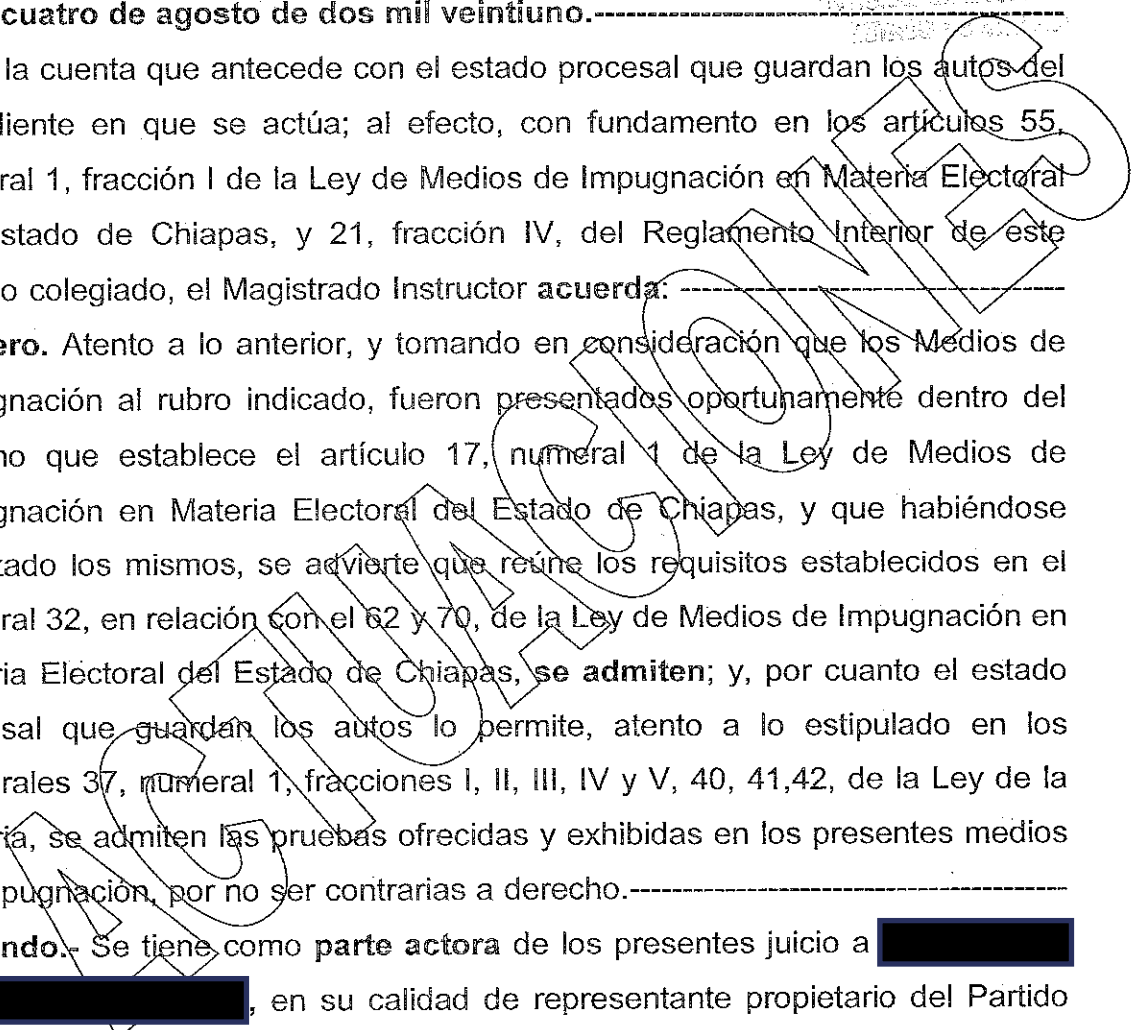 cuatro de agosto de dos mil veintiuno.-----------------------------------------------
la cuenta que antecede con el estado procesal que guardan los autos del
diente en que se actúa; al efecto, con fundamento en los artículos 55,
ral 1, fracción I de la Ley de Medios de Impugnación en Materia Electoral
stado de Chiapas, y 21, fracción IV, del Reglamento Interior de este
o colegiado, el Magistrado Instructor acuerda: ---------------------------------------
ero. Atento a lo anterior, y tomando en consideración que los Medios de
gnación al rubro indicado, fueron presentados oportunamente dentro del
no que establece el artículo 17, numeral 1 de la Ley de Medios de
gnación en Materia Electoral del Estado de Chiapas, y que habiéndose
zado los mismos, se advierte que reúne los requisitos establecidos en el
ral 32, en relación con el 62 y 70, de la Ley de Medios de Impugnación en
ria Electoral del Estado de Chiapas, se admiten; y, por cuanto el estado
sal que guardan los autos lo permite, atento a lo estipulado en los
rales 37, numeral 1, fracciones I, II, III, IV y V, 40, 41,42, de la Ley de la
ria, se admiten las pruebas ofrecidas y exhibidas en los presentes medios
pugnación, por no ser contrarias a derecho.--------------------------------------------
ndo.- Se tiene como parte actora de los presentes juicio a
, en su calidad de representante propietario del Partido
ACTUACIONES